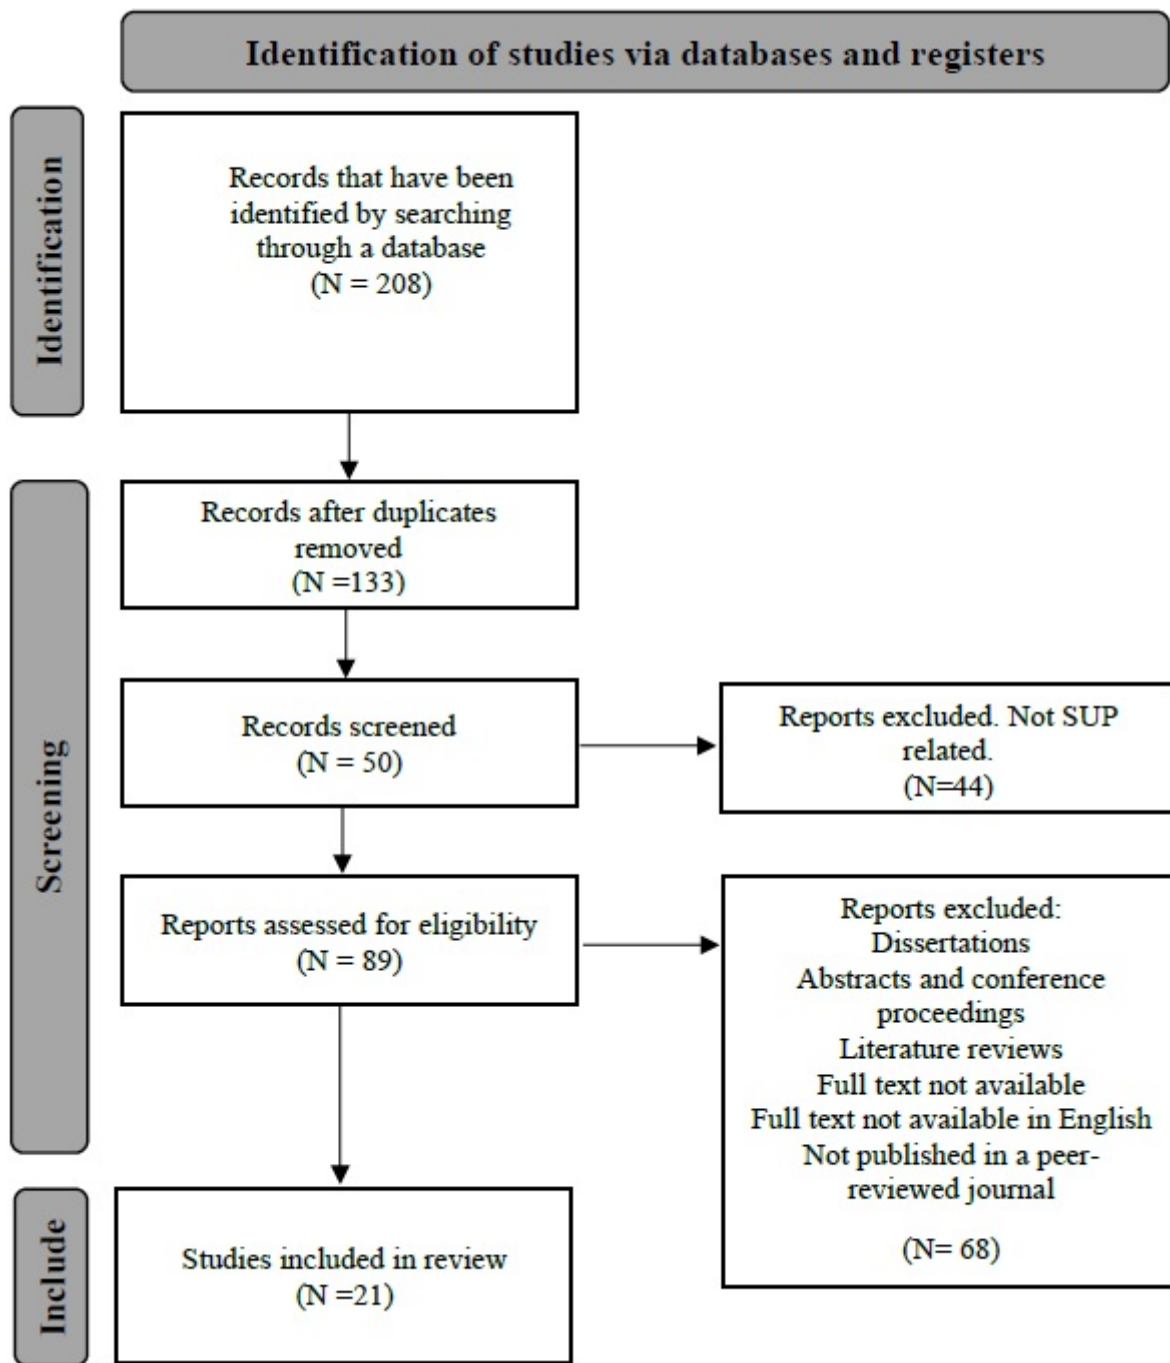 Identification of studies via databases and registers
Identification
Records that have been
identified by searching
through a database
(N = 208)
Screening
Records after duplicates
removed
(N =133)
Records screened
(N = 50)
Reports excluded. Not SUP
related.
(N=44)
Reports assessed for eligibility
(N = 89)
Reports excluded:
Dissertations
Abstracts and conference
proceedings
Literature reviews
Full text not available
Full text not available in English
Not published in a peer-
reviewed journal
(N= 68)
Include
Studies included in review
(N =21)